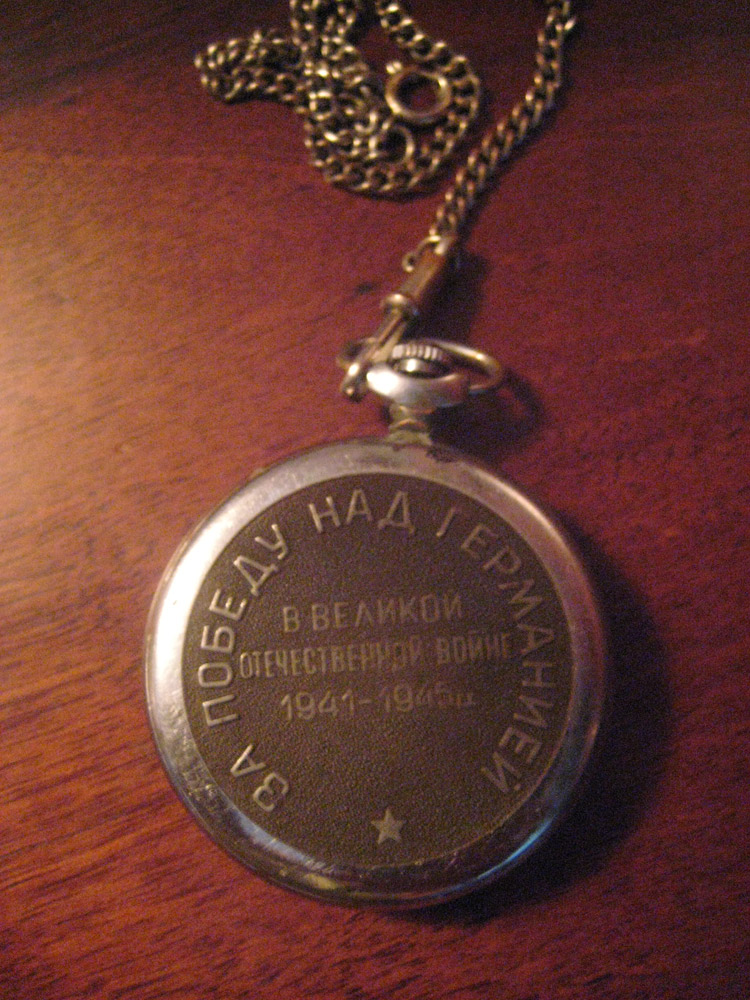 ЗА ПОБЕДУ НАД ГЕРМАНИЕЙ
В ВЕЛИКОЙ
ОТЕЧЕСТВЕННОЙ ВОЙНЕ
1941-1945гг